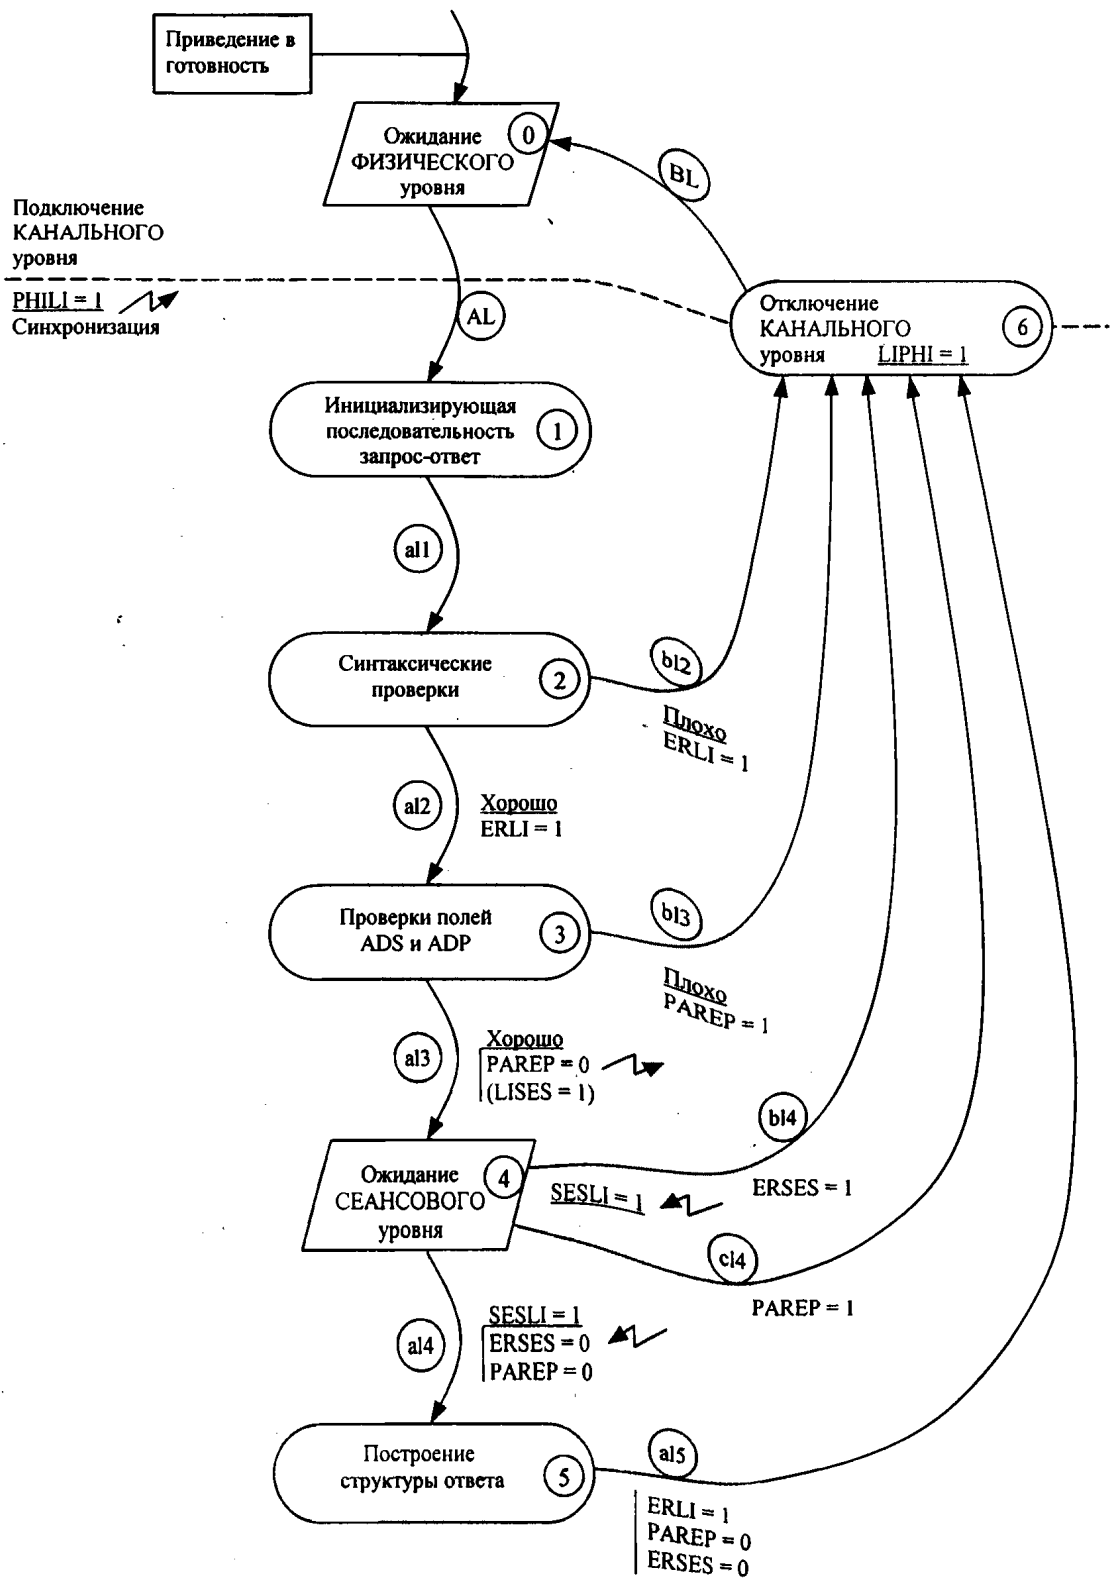 Приведение в
готовность
Ожидание
ФИЗИЧЕСКОГО
уровня
0
BL
Подключение
КАНАЛЬНОГО
уровня
PHILI = 1
Синхронизация
AL
Отключение
КАНАЛЬНОГО
уровня LIPHI = 1
6
Инициализирующая
последовательность
запрос-ответ
1
al1
Синтаксические
проверки
2
bl2
Плохо
ERLI = 1
al2
Хорошо
ERLI = 1
Проверки полей
ADS и ADP
3
bl3
Плохо
PAREP = 1
al3
Хорошо
PAREP = 0
(LISES = 1)
Ожидание
СЕАНСОВОГО
уровня
4
bl4
SESLI = 1
ERSES = 1
cl4
PAREP = 1
al4
SESLI = 1
ERSES = 0
PAREP = 0
Построение
структуры ответа
5
al5
ERLI = 1
PAREP = 0
ERSES = 0